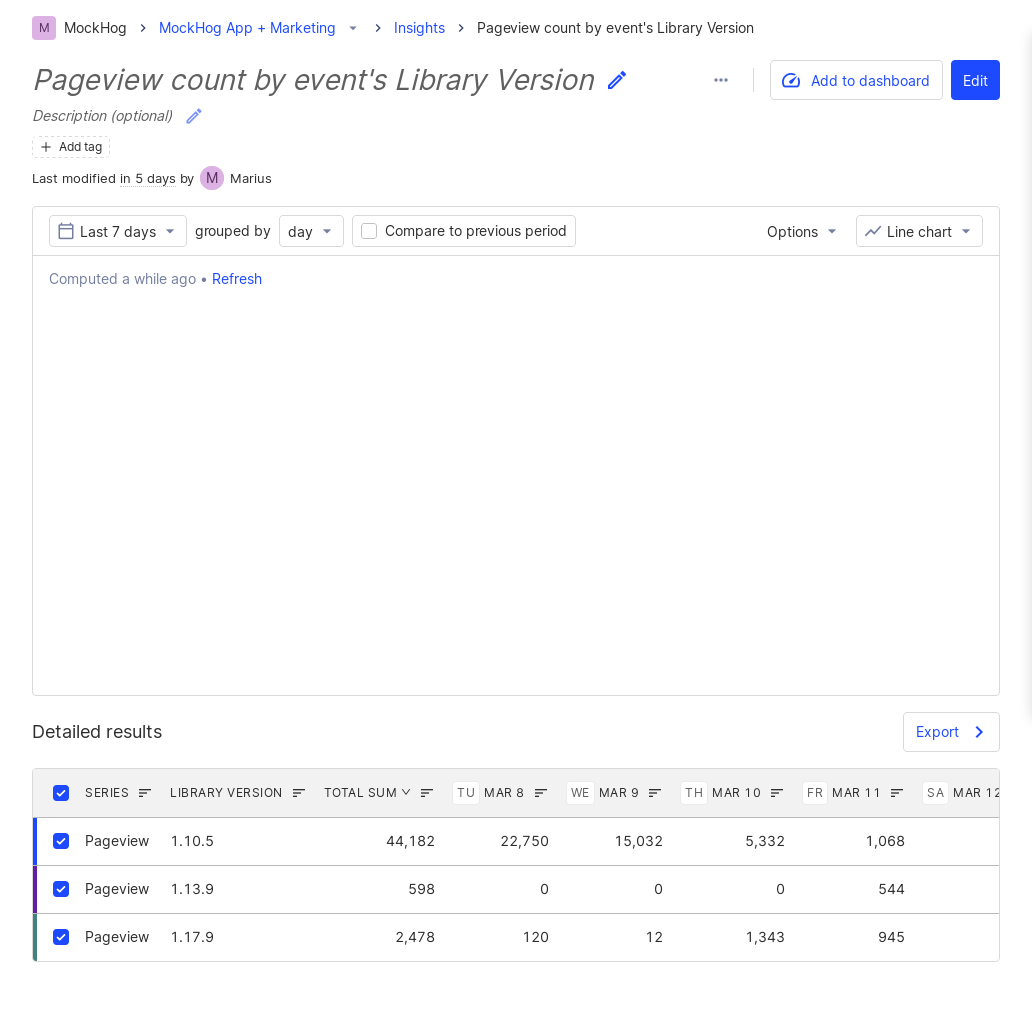 M MockHog MockHog App + Marketing Insights Pageview count by event's Library Version
Pageview count by event's Library Version
Add to dashboard Edit
Description (optional)
Add tag
Last modified in 5 days by M Marius
Last 7 days grouped by day Compare to previous period Options Line chart
Computed a while ago • Refresh
Detailed results Export
SERIES LIBRARY VERSION TOTAL SUM TU MAR 8 WE MAR 9 TH MAR 10 FR MAR 11 SA MAR 12
Pageview 1.10.5 44,182 22,750 15,032 5,332 1,068
Pageview 1.13.9 598 0 0 0 544
Pageview 1.17.9 2,478 120 12 1,343 945